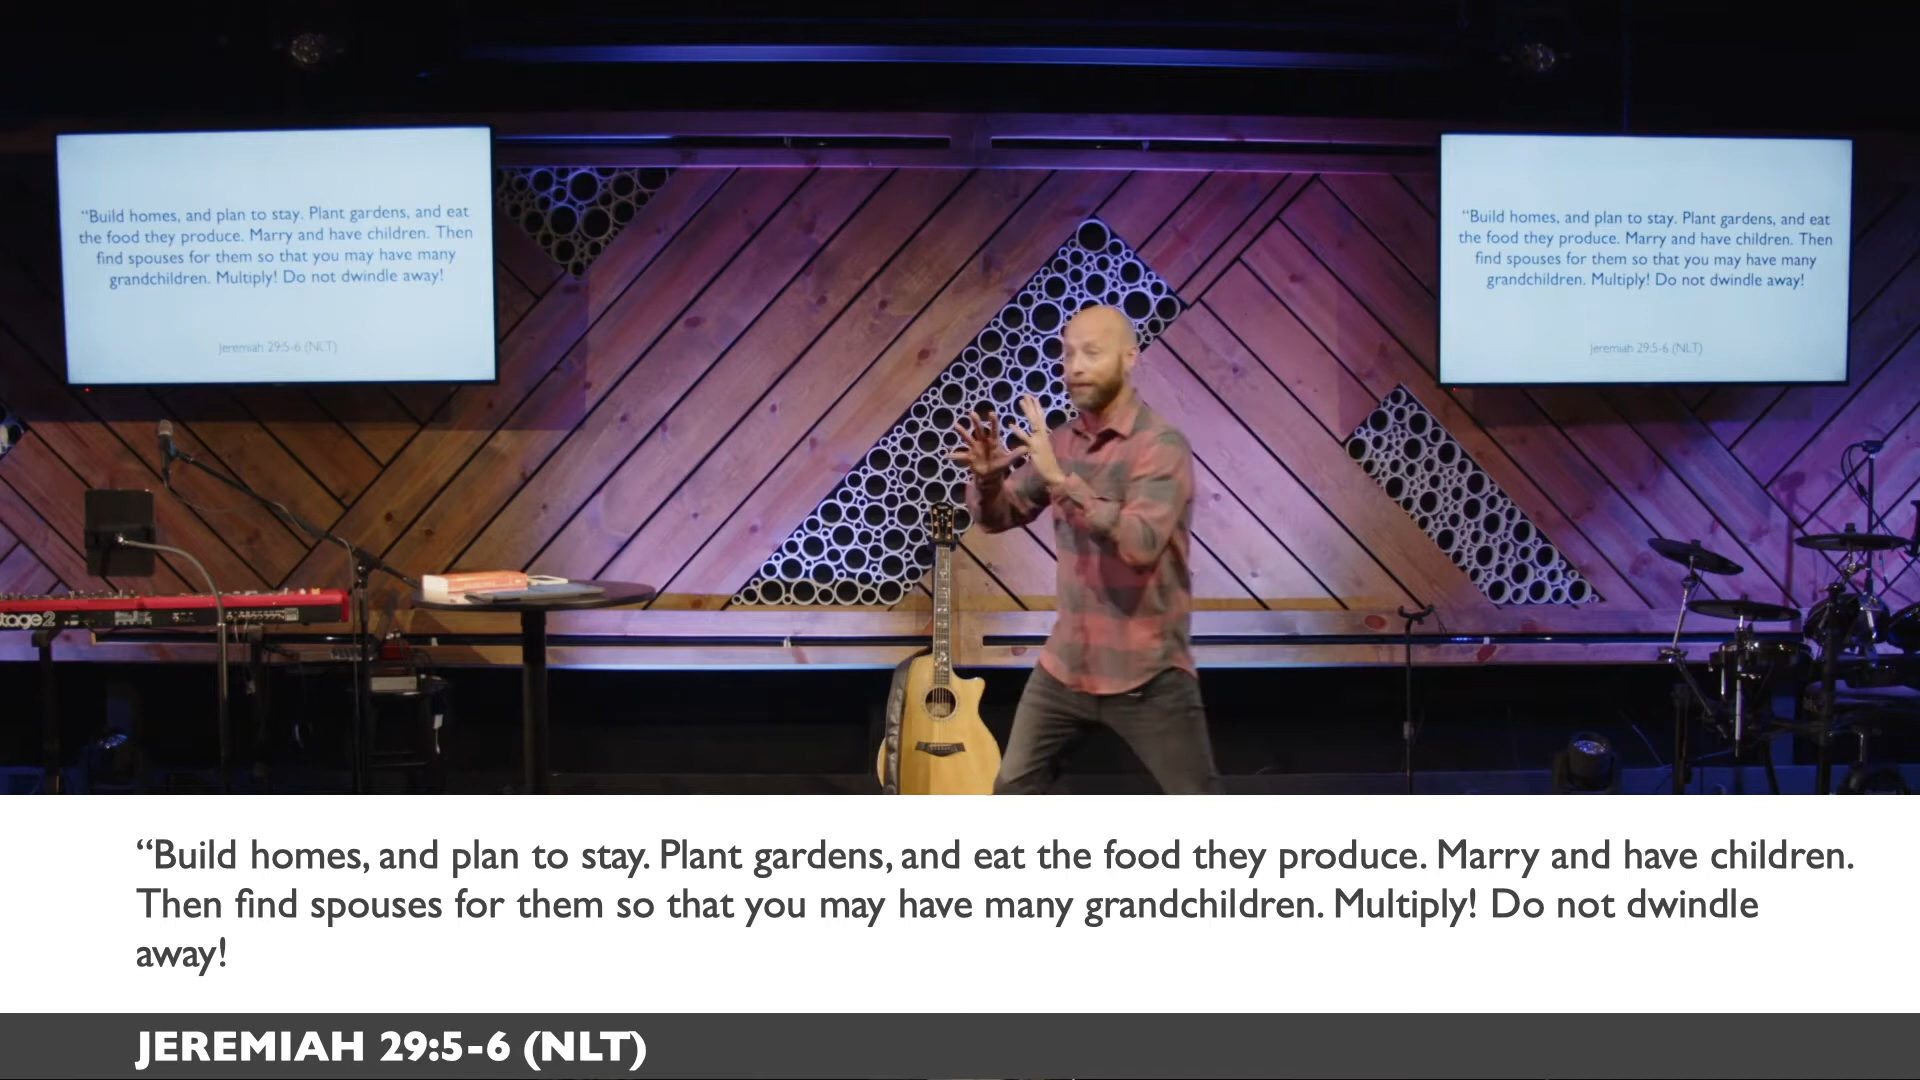 “Build homes, and plan to stay. Plant gardens, and eat
the food they produce. Marry and have children. Then
find spouses for them so that you may have many
grandchildren. Multiply! Do not dwindle away!
Jeremiah 29:5-6 (NLT)
“Build homes, and plan to stay. Plant gardens, and eat
the food they produce. Marry and have children. Then
find spouses for them so that you may have many
grandchildren. Multiply! Do not dwindle away!
Jeremiah 29:5-6 (NLT)
tage2
“Build homes, and plan to stay. Plant gardens, and eat the food they produce. Marry and have children.
Then find spouses for them so that you may have many grandchildren. Multiply! Do not dwindle
away!
JEREMIAH 29:5-6 (NLT)